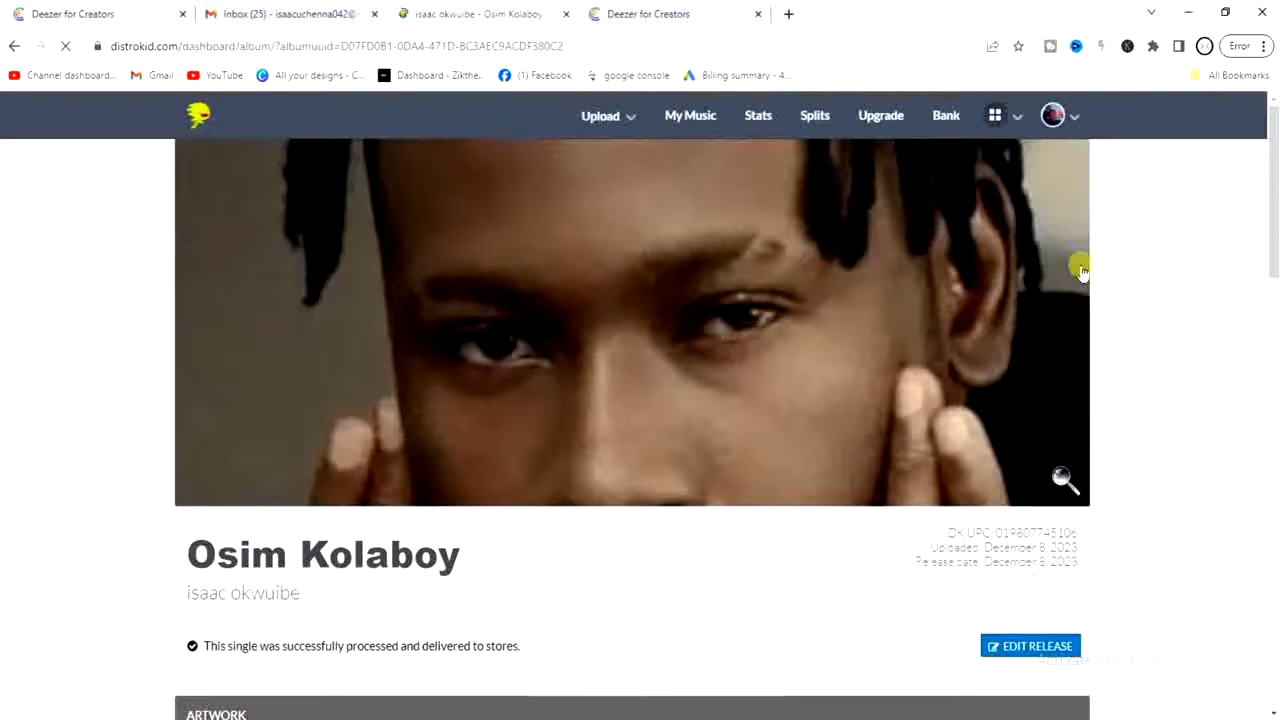 Deezer for Creators
Inbox (25) - isaacuchenna042@
isaac okwuibe - Osim Kolaboy
Deezer for Creators
distrokid.com/dashboard/album/?albumuuid=D07FD0B1-0DA4-471D-BC3AEC9ACDF380C2
Error
Channel dashboard...
Gmail
YouTube
All your designs - C...
Dashboard ‹ Zikthe...
(1) Facebook
google console
Billing summary - 4...
All Bookmarks
Upload
My Music
Stats
Splits
Upgrade
Bank
Osim Kolaboy
DK UPC: 019807745106
Uploaded: December 8, 2023
Release date: December 8, 2023
isaac okwuibe
This single was successfully processed and delivered to stores.
EDIT RELEASE
ARTWORK